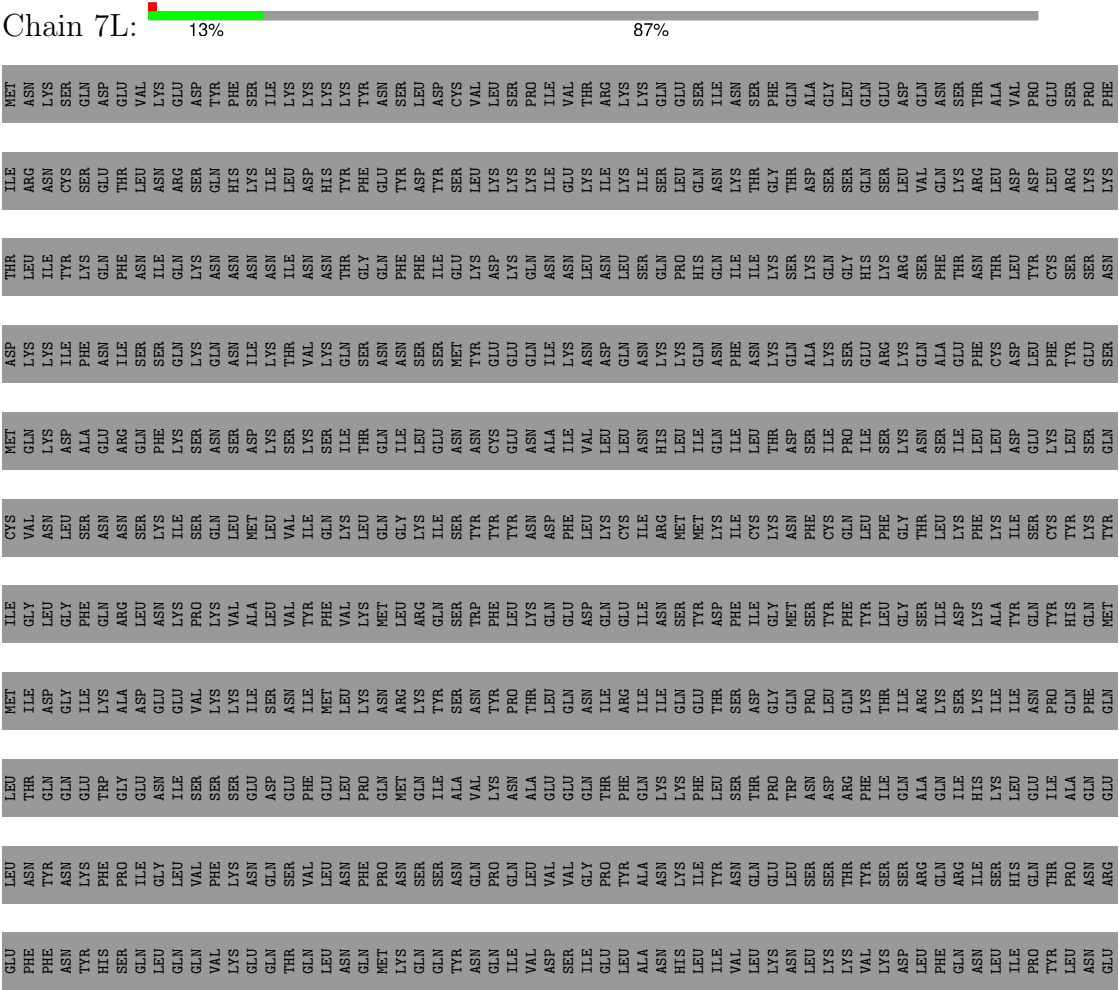 Chain 7L:
13% 87%
MET ASN LYS SER GLN ASP GLU VAL LYS GLU ASP TYR PHE SER ILE LYS LYS LYS LYS TYR ASN SER LEU ASP CYS VAL LEU SER PRO ILE VAL THR ARG LYS LYS GLN GLU SER ILE ASN SER PHE GLN ALA GLY LEU GLN GLU ASP GLN ASN SER THR ALA VAL PRO GLU SER PRO PHE
ILE ARG ASN CYS SER GLU THR LEU ASN ARG SER GLN HIS LYS ILE LEU ASP HIS TYR PHE GLU TYR ASP TYR SER LEU LYS LYS LYS ILE GLU LYS ILE LYS ILE SER LEU GLN ASN LYS THR GLY THR ASP SER SER GLN SER LEU VAL GLN LYS ARG LEU ASP ASP LEU ARG LYS LYS
THR LEU ILE TYR LYS GLN PHE ASN ILE GLN LYS ASN ASN ASN ASN ILE ASN ASN THR GLY GLN PHE PHE ILE GLU LYS ASP LYS GLN ASN ASN LEU ASN LEU SER GLN PRO HIS GLN ILE ILE LYS SER LYS GLN GLY HIS LYS ARG SER PHE THR ASN THR LEU TYR CYS SER SER ASN
ASP LYS LYS ILE PHE ASN ILE SER SER GLN LYS GLN ASN ILE LYS THR VAL LYS GLN SER ASN ASN SER SER MET TYR GLU GLU GLN ILE LYS ASN ASP GLN ASN LYS LYS GLN ASN PHE ASN LYS GLN ALA LYS SER GLU ARG LYS GLN ALA GLU PHE CYS ASP LEU PHE TYR GLU SER
MET GLN LYS ASP ALA GLU ARG GLN PHE LYS SER ASN SER ASP LYS SER LYS SER ILE THR GLN ILE LEU GLU ASN ASN CYS GLU ASN ALA ILE VAL LEU LEU ASN HIS LEU ILE GLN ILE LEU THR ASP SER ILE PRO ILE SER LYS ASN SER ILE LEU LEU ASP GLU LYS LEU SER GLN
CYS VAL ASN LEU SER ASN ASN SER LYS ILE SER GLN LEU MET LEU VAL ILE GLN LYS LEU GLN GLY LYS ILE SER TYR TYR TYR ASN ASP PHE LEU LYS CYS ILE ARG MET MET LYS ILE CYS LYS ASN PHE CYS GLN LEU PHE GLY THR LEU LYS PHE LYS ILE SER CYS TYR LYS TYR
ILE GLY LEU GLY PHE GLN ARG LEU ASN LYS PRO LYS VAL ALA LEU VAL TYR PHE VAL LYS MET LEU ARG GLN SER TRP PHE LEU LYS GLN GLU ASP GLN GLU ILE ASN SER TYR ASP PHE ILE GLY MET SER TYR PHE TYR LEU GLY SER ILE ASP LYS ALA TYR GLN TYR HIS GLN MET
MET ILE ASP GLY ILE LYS ALA ASP GLU GLU VAL LYS LYS ILE SER ASN ILE MET LEU LYS ASN ARG LYS TYR SER ASN TYR PRO THR LEU GLN ASN ILE ARG ILE ILE GLN GLU THR SER ASP GLY GLN PRO LEU GLN LYS THR ILE ARG LYS SER LYS ILE ILE ASN PRO GLN PHE GLN
LEU THR GLN GLN GLU TRP GLY GLU ASN ILE SER SER SER GLU ASP GLU PHE GLU LEU PRO GLN MET GLN ILE ALA VAL LYS ASN ALA GLU GLN THR PHE GLN LYS LYS PHE LEU SER THR PRO TRP ASN ASP ARG PHE ILE GLN ALA GLN ILE HIS LYS LEU GLU ILE ALA GLN GLU
LEU ASN TYR ASN LYS PHE PRO ILE GLY LEU VAL PHE LYS ASN GLN SER VAL LEU ASN PHE PRO ASN SER SER ASN GLN PRO GLN LEU VAL VAL GLY PRO TYR ALA ASN LYS ILE TYR ASN GLN GLU LEU SER SER THR TYR SER SER ARG GLN ARG ILE SER HIS GLN THR PRO ASN ARG
GLU PHE PHE ASN TYR HIS SER GLN LEU GLN GLN VAL LYS GLU GLN THR GLN LEU ASN GLN MET LYS GLN GLN TYR ASN GLN ILE VAL ASP SER ILE GLU LEU ALA ASN HIS LEU ILE VAL LEU LYS ASN LEU LYS LYS VAL LYS ASP LEU PHE GLN ASN LEU ILE PRO TYR LEU ASN GLU